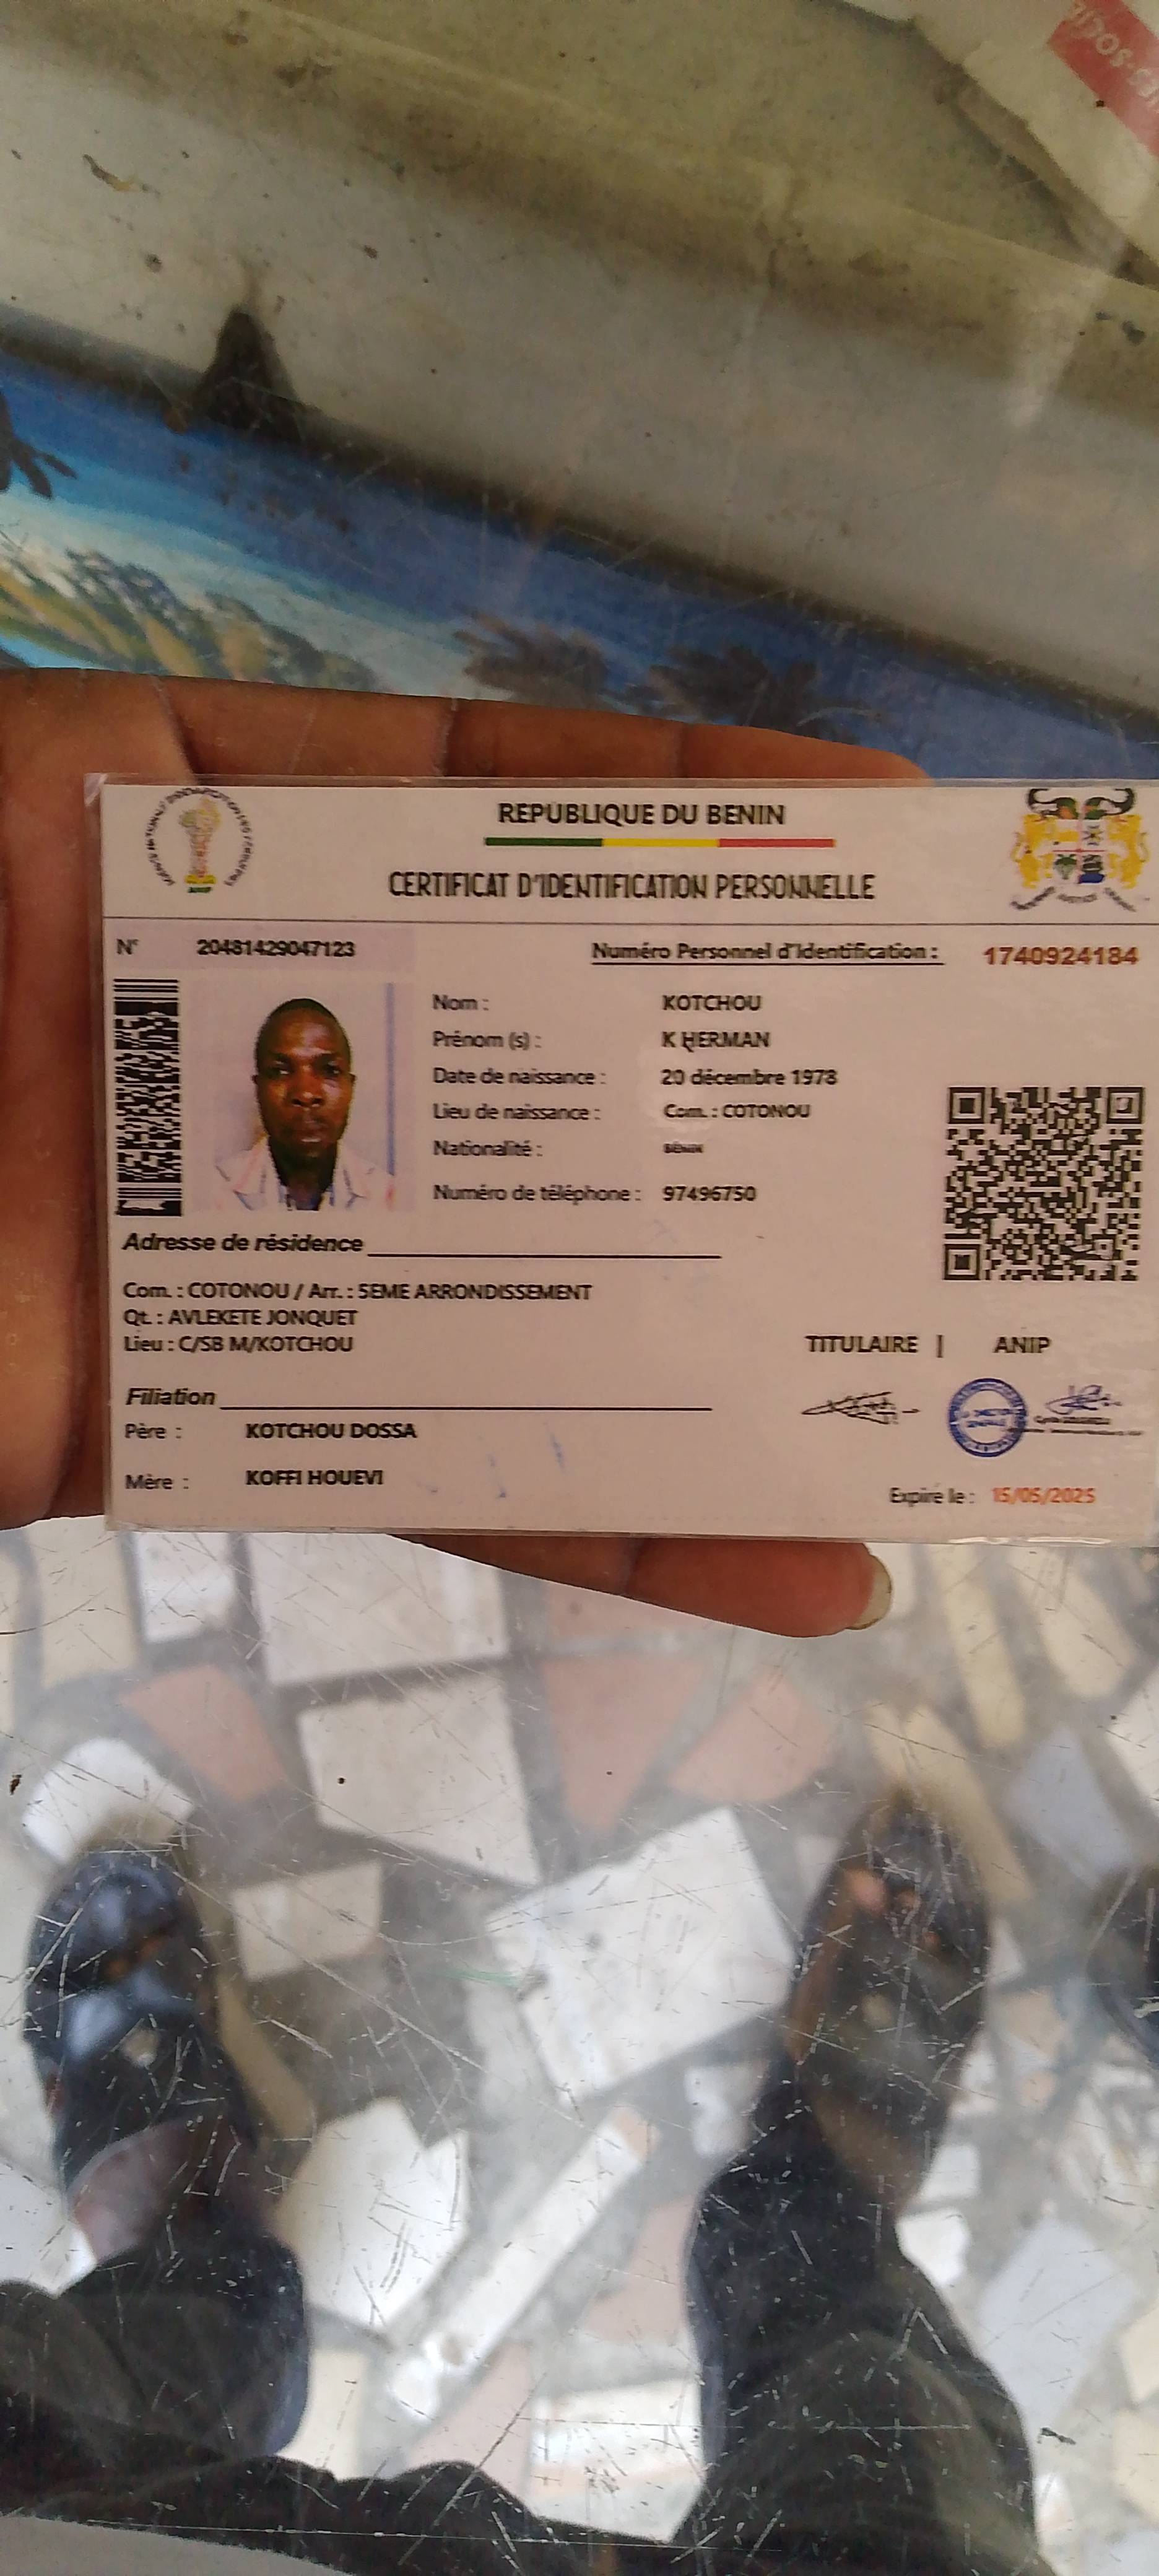 REPUBLIQUE DU BENIN
CERTIFICAT D'IDENTIFICATION PERSONNELLE
ANIP
N° 20481429047123
Numéro Personnel d'Identification : 1740924184
Nom : KOTCHOU
Prénom (s) : K HERMAN
Date de naissance : 20 décembre 1978
Lieu de naissance : Com. : COTONOU
Nationalité : BENIN
Numéro de téléphone : 97496750
Adresse de résidence
Com. : COTONOU / Arr. : 5EME ARRONDISSEMENT
Qt. : AVLEKETE JONQUET
Lieu : C/SB M/KOTCHOU
TITULAIRE | ANIP
Filiation
Père : KOTCHOU DOSSA
Mère : KOFFI HOUEVI
Expire le : 15/05/2025